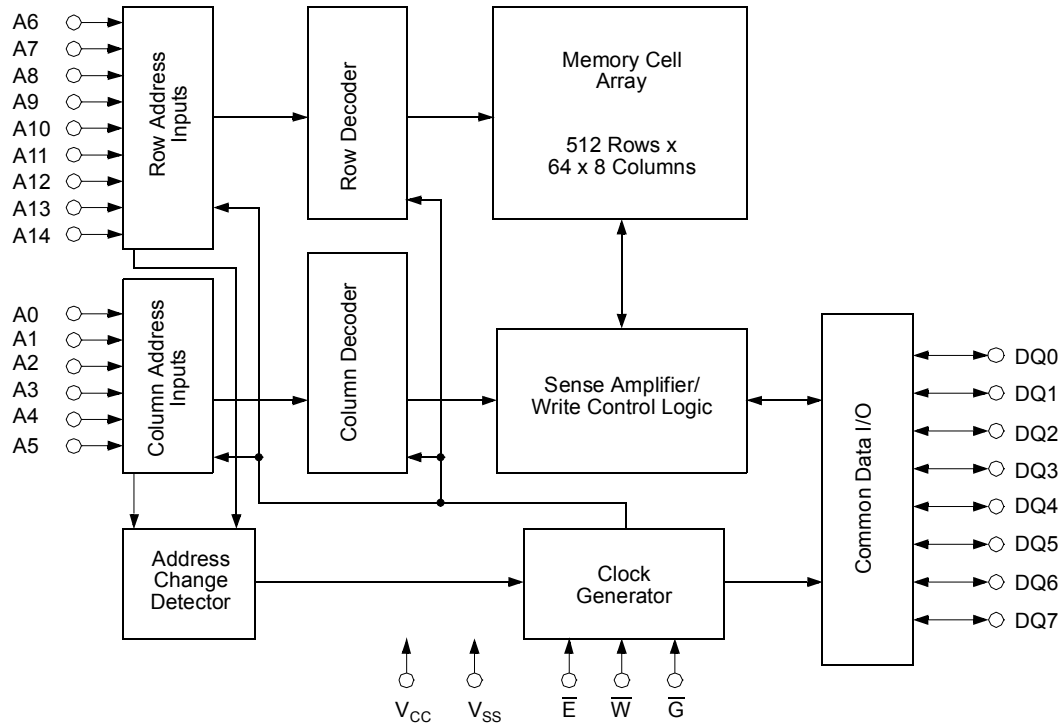 A6
A7
A8
A9
A10
A11
A12
A13
A14
Row Address
Inputs
Row Decoder
Memory Cell
Array
512 Rows x
64 x 8 Columns
A0
A1
A2
A3
A4
A5
Column Address
Inputs
Column Decoder
Sense Amplifier/
Write Control Logic
Common Data I/O
DQ0
DQ1
DQ2
DQ3
DQ4
DQ5
DQ6
DQ7
Address
Change
Detector
Clock
Generator
V_CC
V_SS
E̅
W̅
G̅